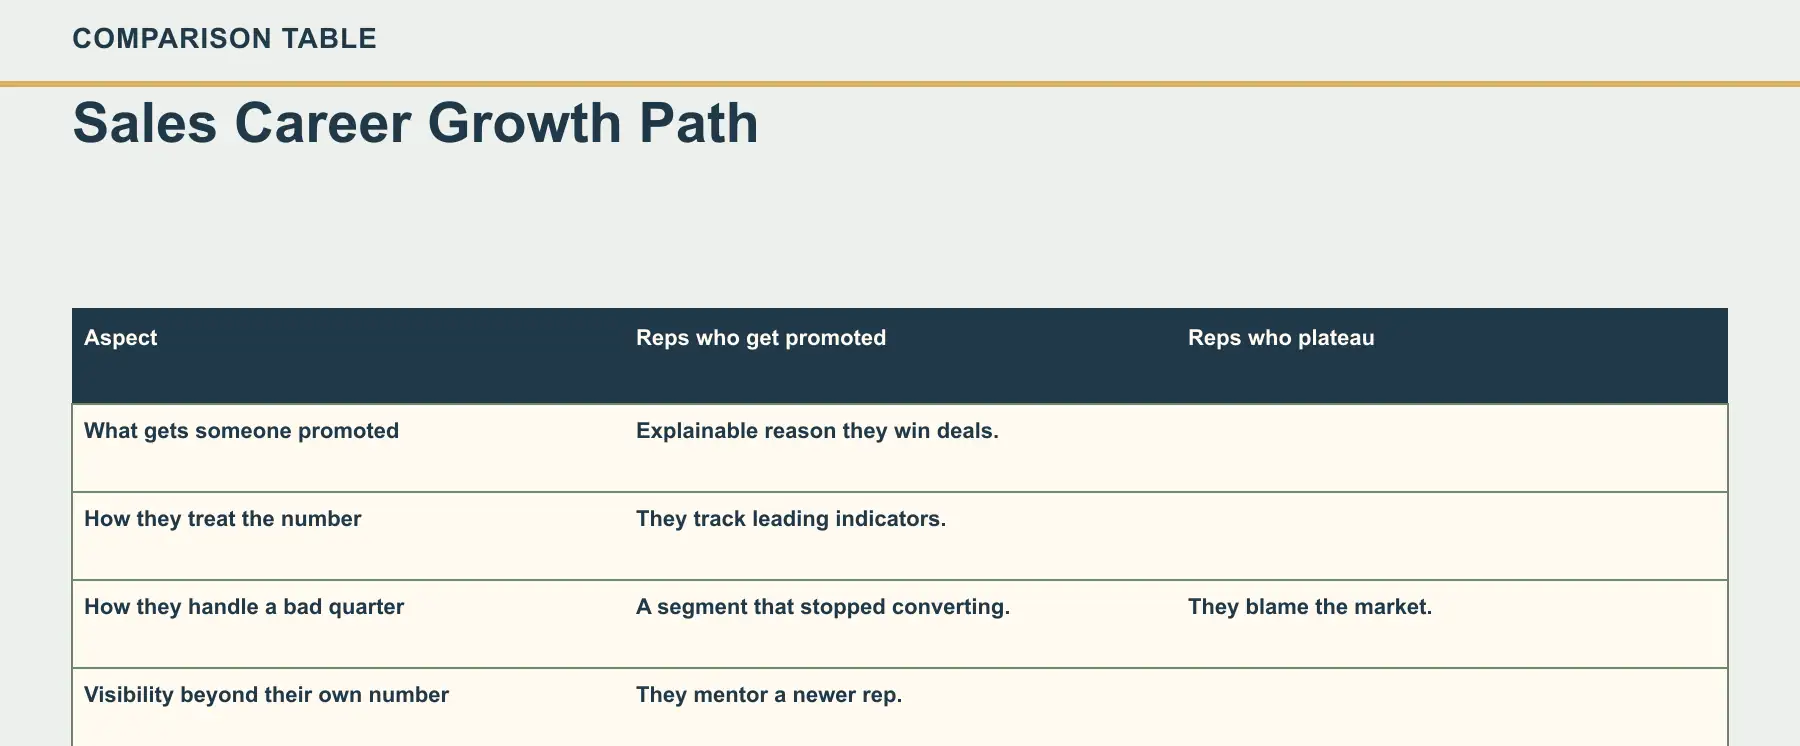 COMPARISON TABLE
Sales Career Growth Path
Aspect Reps who get promoted Reps who plateau
What gets someone promoted Explainable reason they win deals.
How they treat the number They track leading indicators.
How they handle a bad quarter A segment that stopped converting. They blame the market.
Visibility beyond their own number They mentor a newer rep.